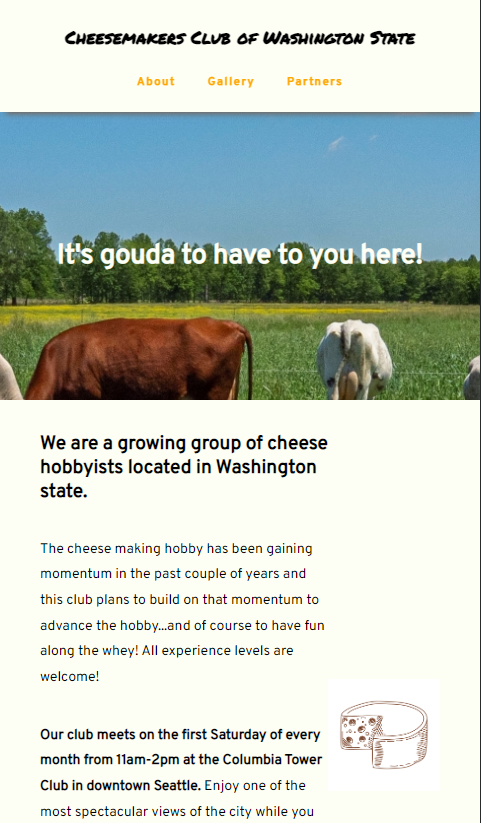 Cheesemakers Club of Washington State
About Gallery Partners
It's gouda to have to you here!
We are a growing group of cheese
hobbyists located in Washington
state.
The cheese making hobby has been gaining
momentum in the past couple of years and
this club plans to build on that momentum to
advance the hobby...and of course to have fun
along the whey! All experience levels are
welcome!
Our club meets on the first Saturday of every
month from 11am-2pm at the Columbia Tower
Club in downtown Seattle. Enjoy one of the
most spectacular views of the city while you